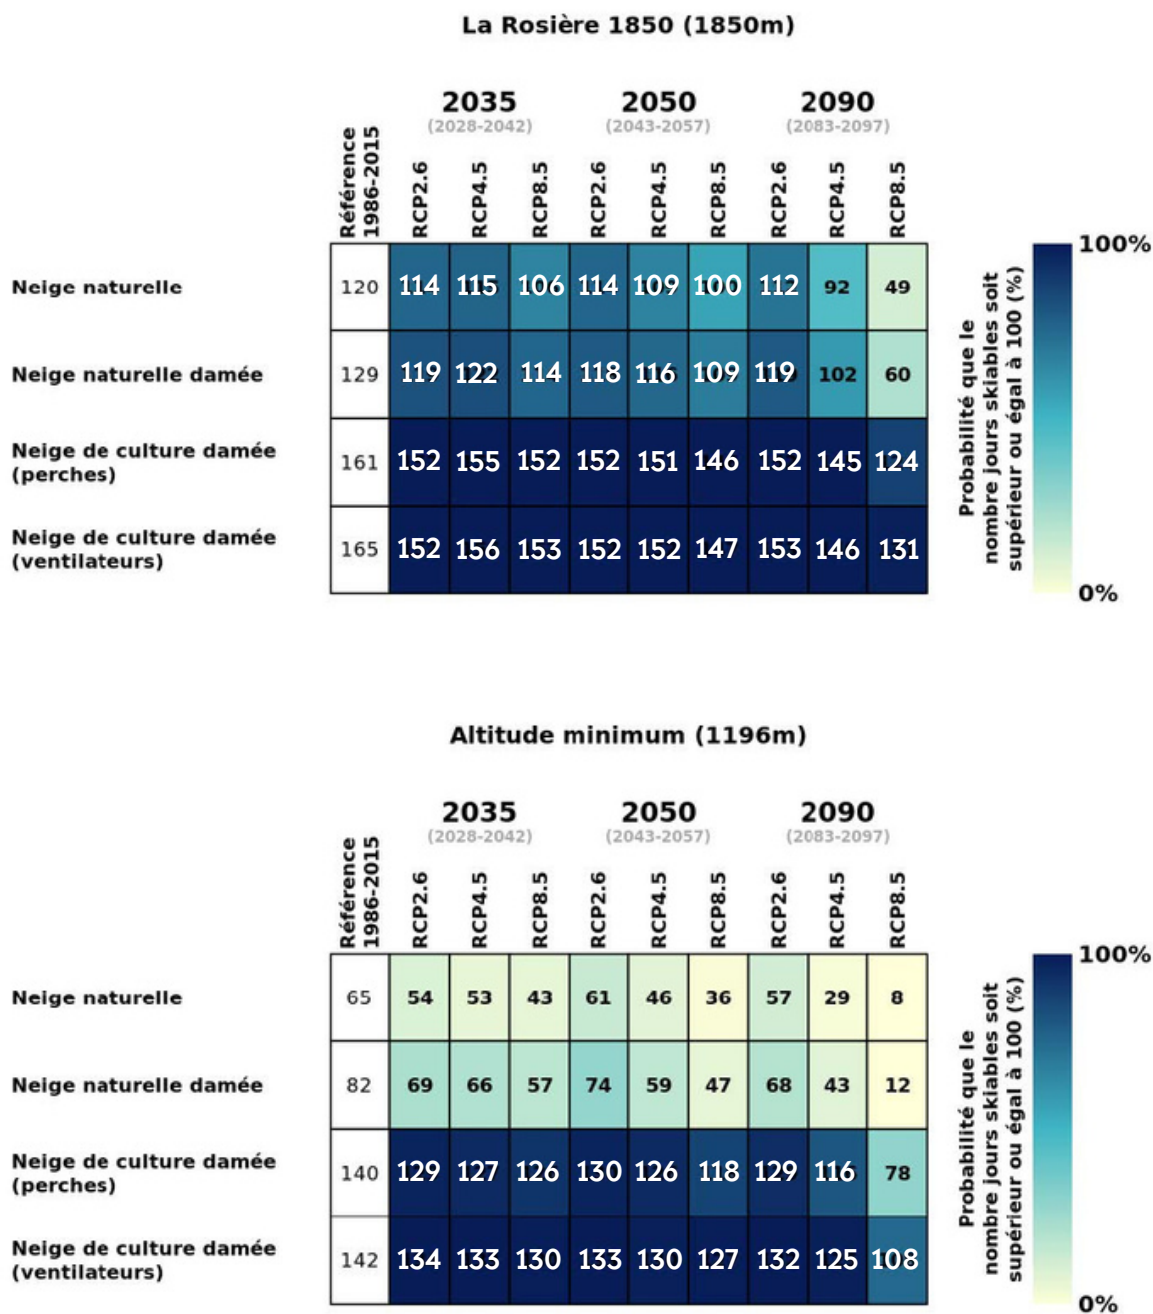 La Rosière 1850 (1850m)
2035 2050 2090
(2028-2042) (2043-2057) (2083-2097)
Référence
1986-2015
RCP2.6 RCP4.5 RCP8.5 RCP2.6 RCP4.5 RCP8.5 RCP2.6 RCP4.5 RCP8.5
Neige naturelle 120 114 115 106 114 109 100 112 92 49
Neige naturelle damée 129 119 122 114 118 116 109 119 102 60
Neige de culture damée
(perches) 161 152 155 152 152 151 146 152 145 124
Neige de culture damée
(ventilateurs) 165 152 156 153 152 152 147 153 146 131
Probabilité que le
nombre jours skiables soit
supérieur ou égal à 100 (%)
100%
0%
Altitude minimum (1196m)
2035 2050 2090
(2028-2042) (2043-2057) (2083-2097)
Référence
1986-2015
RCP2.6 RCP4.5 RCP8.5 RCP2.6 RCP4.5 RCP8.5 RCP2.6 RCP4.5 RCP8.5
Neige naturelle 65 54 53 43 61 46 36 57 29 8
Neige naturelle damée 82 69 66 57 74 59 47 68 43 12
Neige de culture damée
(perches) 140 129 127 126 130 126 118 129 116 78
Neige de culture damée
(ventilateurs) 142 134 133 130 133 130 127 132 125 108
Probabilité que le
nombre jours skiables soit
supérieur ou égal à 100 (%)
100%
0%